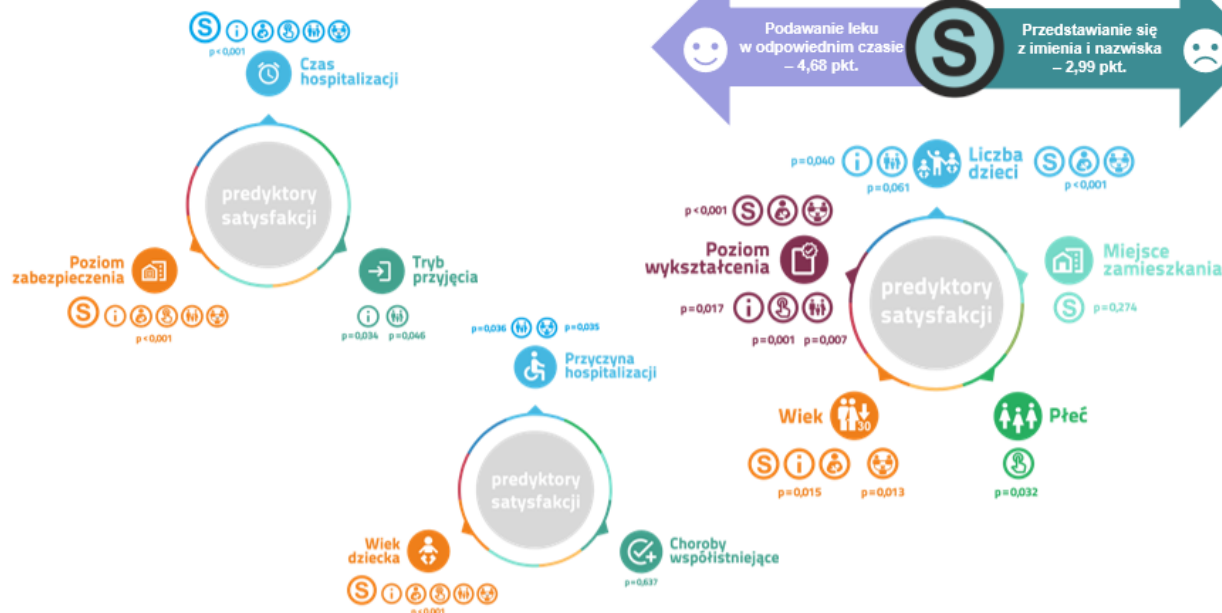 p<0,001
Czas
hospitalizacji
predyktory
satysfakcji
Poziom
zabezpieczenia
p<0,001
Tryb
przyjęcia
p=0,034 p=0,046
p=0,036 p=0,035
Przyczyna
hospitalizacji
predyktory
satysfakcji
Wiek
dziecka
p<0,001
Choroby
współistniejące
p=0,637
Podawanie leku
w odpowiednim czasie
– 4,68 pkt.
S
Przedstawianie się
z imienia i nazwiska
– 2,99 pkt.
p=0,040
p=0,061
Liczba
dzieci
S
p<0,001
p<0,001 S
Poziom
wykształcenia
p=0,017
p=0,001 p=0,007
predyktory
satysfakcji
Miejsce
zamieszkania
S p=0,274
Wiek
30
S i
p=0,015 p=0,013
Płeć
p=0,032